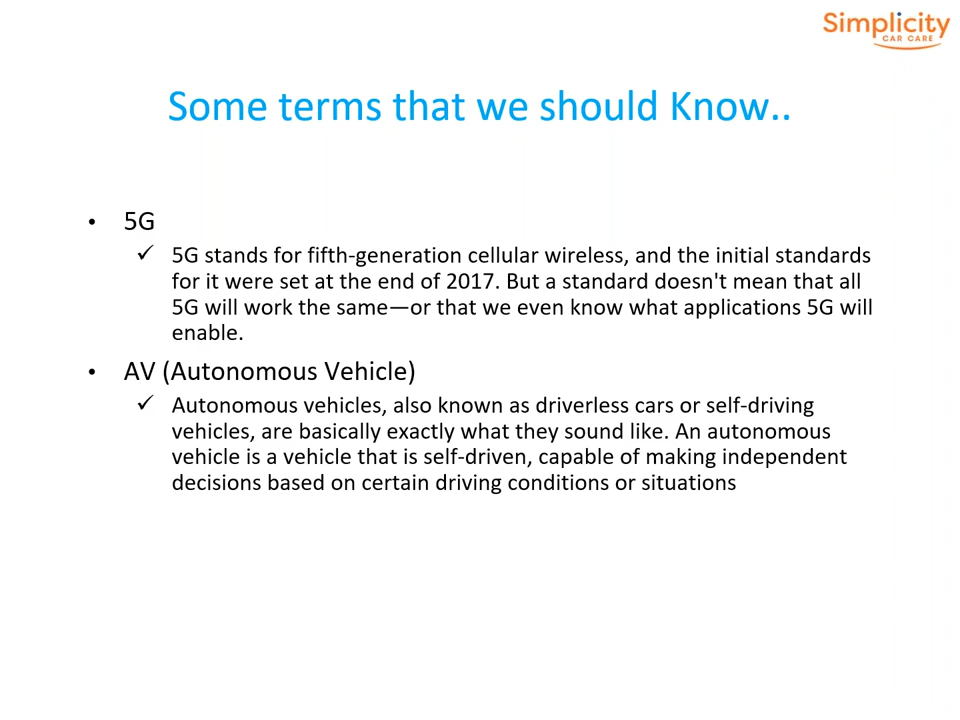 Simplicity
CAR CARE
Some terms that we should Know..
• 5G
✓ 5G stands for fifth-generation cellular wireless, and the initial standards
for it were set at the end of 2017. But a standard doesn't mean that all
5G will work the same—or that we even know what applications 5G will
enable.
• AV (Autonomous Vehicle)
✓ Autonomous vehicles, also known as driverless cars or self-driving
vehicles, are basically exactly what they sound like. An autonomous
vehicle is a vehicle that is self-driven, capable of making independent
decisions based on certain driving conditions or situations